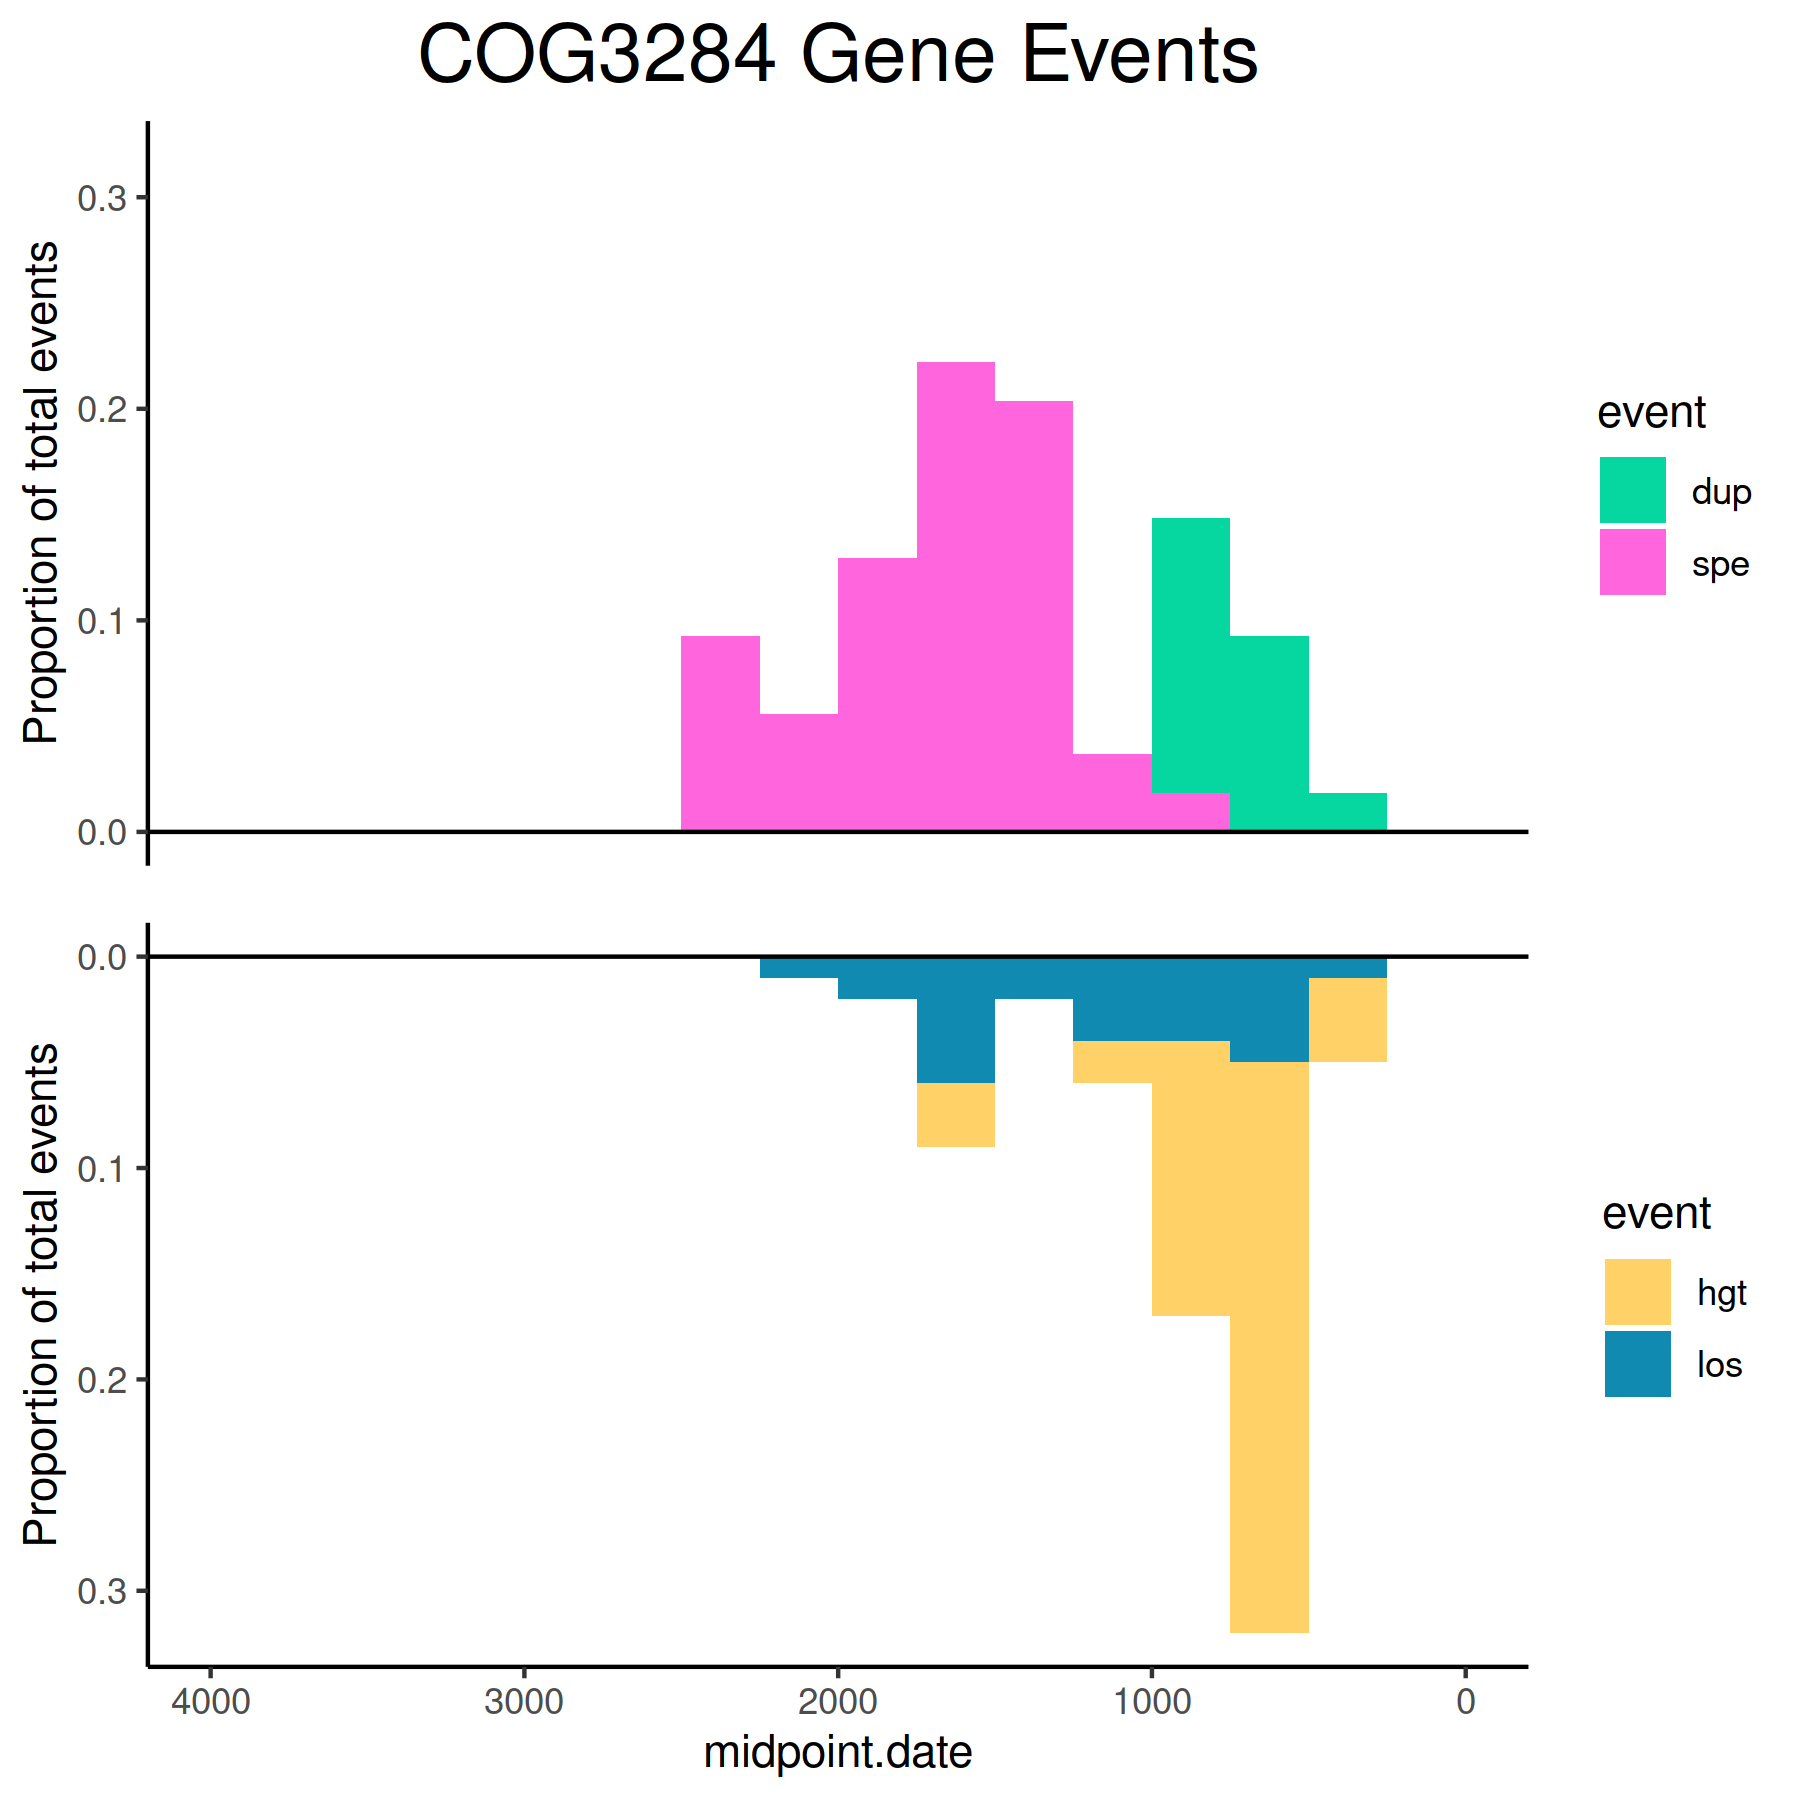 COG3284 Gene Events
Proportion of total events
0.3
0.2
0.1
0.0
event
dup
spe
Proportion of total events
0.0
0.1
0.2
0.3
event
hgt
los
4000 3000 2000 1000 0
midpoint.date